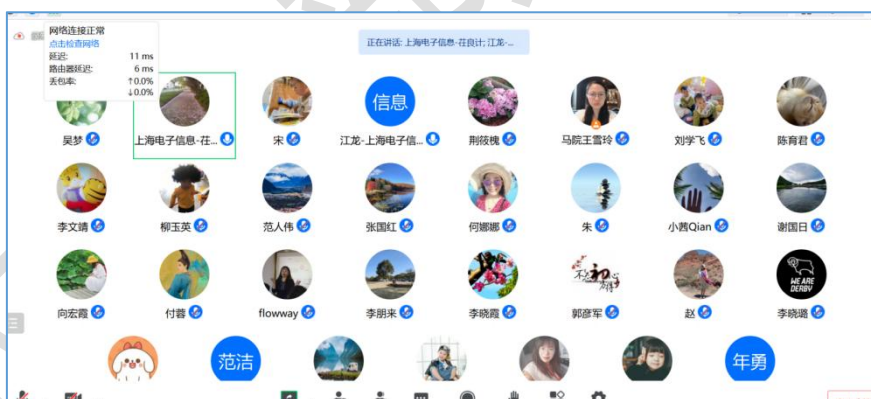 网络连接正常
点击检查网络
延迟: 11 ms
路由器延迟: 6 ms
丢包率: ↑0.0%
↓0.0%
正在讲话: 上海电子信息-茌良计; 江龙-...
信息
吴梦
上海电子信息-茌...
宋
江龙-上海电子信...
荆筱槐
马院王雪玲
刘学飞
陈育君
李文靖
柳玉英
范人伟
张国红
何娜娜
朱
小茜Qian
谢国日
不忘初心
WE ARE
DERBY
向宏霞
付蓉
flowway
李朋来
李晓霞
郭彦军
赵
李晓璐
范洁
年勇